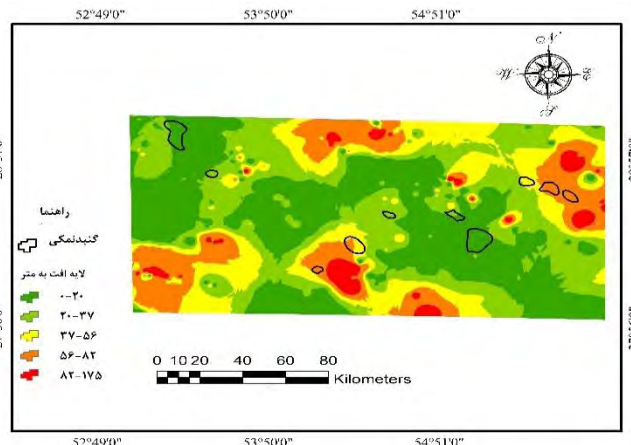 52°49'0" 53°50'0" 54°51'0"
N
W E
S
راهنما
گنبدنمکی
لایه افت به متر
۰-۲۰
۲۰-۳۷
۳۷-۵۶
۵۶-۸۲
۸۲-۱۷۵
0 10 20 40 60 80
Kilometers
52°49'0" 53°50'0" 54°51'0"